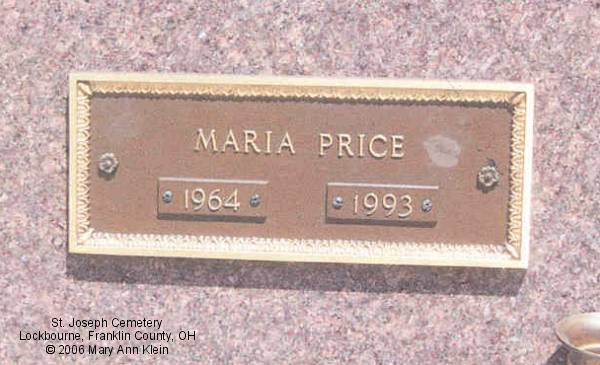 MARIA PRICE
1964 1993
St. Joseph Cemetery
Lockbourne, Franklin County, OH
© 2006 Mary Ann Klein